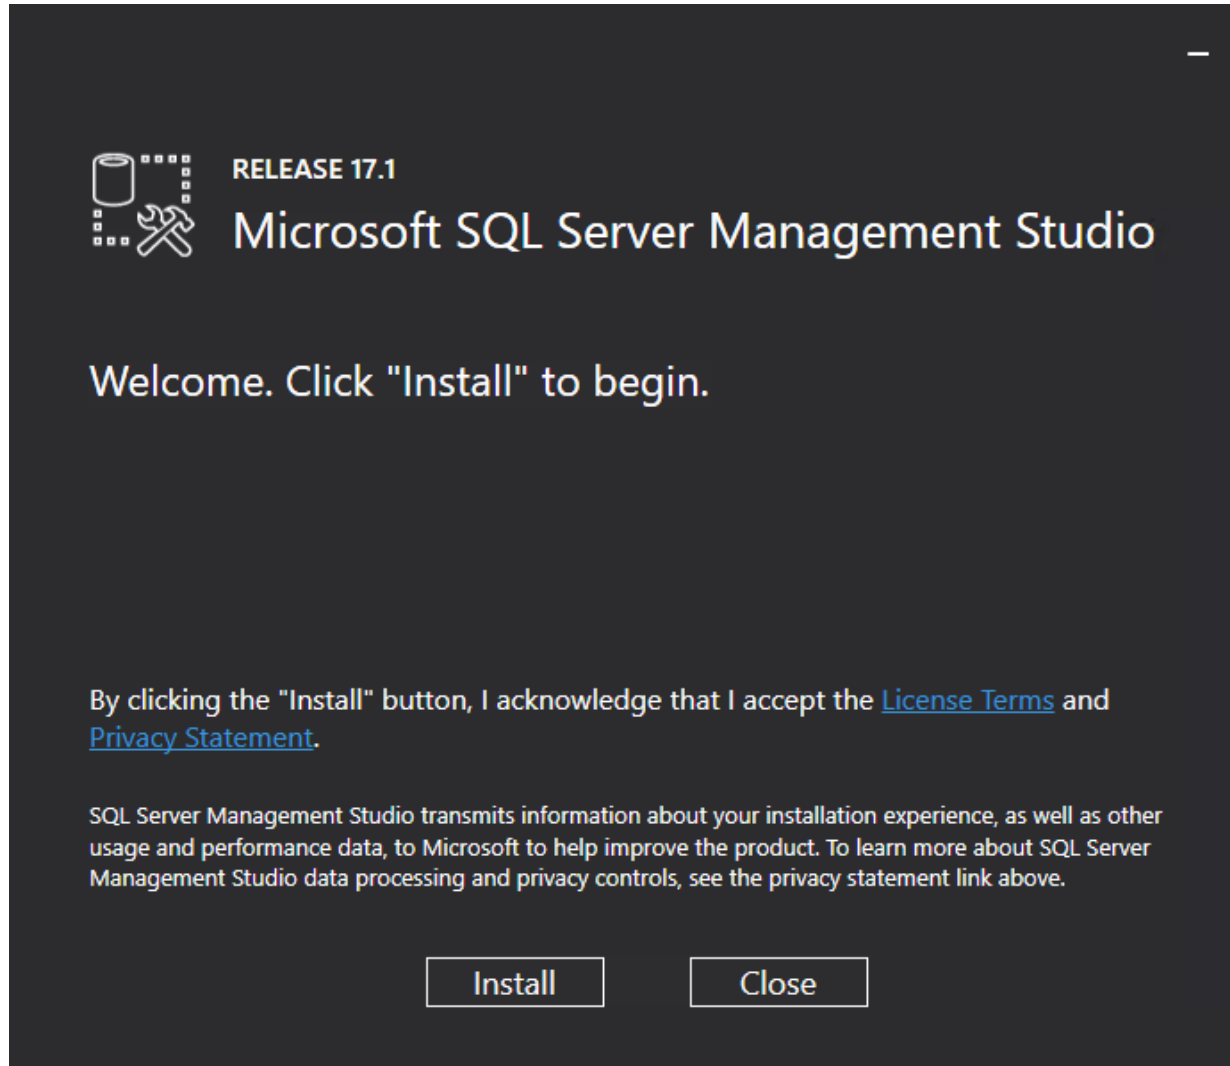 RELEASE 17.1
Microsoft SQL Server Management Studio
Welcome. Click "Install" to begin.
By clicking the "Install" button, I acknowledge that I accept the License Terms and
Privacy Statement.
SQL Server Management Studio transmits information about your installation experience, as well as other
usage and performance data, to Microsoft to help improve the product. To learn more about SQL Server
Management Studio data processing and privacy controls, see the privacy statement link above.
Install
Close